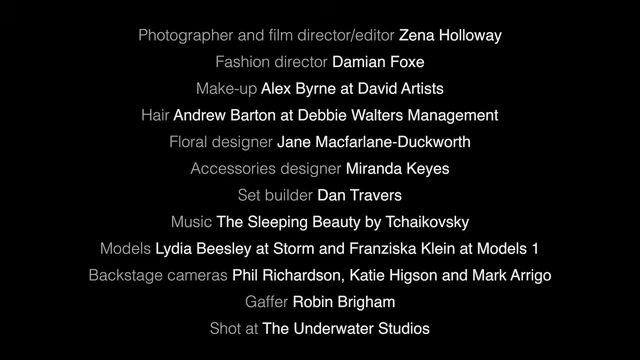 Photographer and film director/editor Zena Holloway
Fashion director Damian Foxe
Make-up Alex Byrne at David Artists
Hair Andrew Barton at Debbie Walters Management
Floral designer Jane Macfarlane-Duckworth
Accessories designer Miranda Keyes
Set builder Dan Travers
Music The Sleeping Beauty by Tchaikovsky
Models Lydia Beesley at Storm and Franziska Klein at Models 1
Backstage cameras Phil Richardson, Katie Higson and Mark Arrigo
Gaffer Robin Brigham
Shot at The Underwater Studios